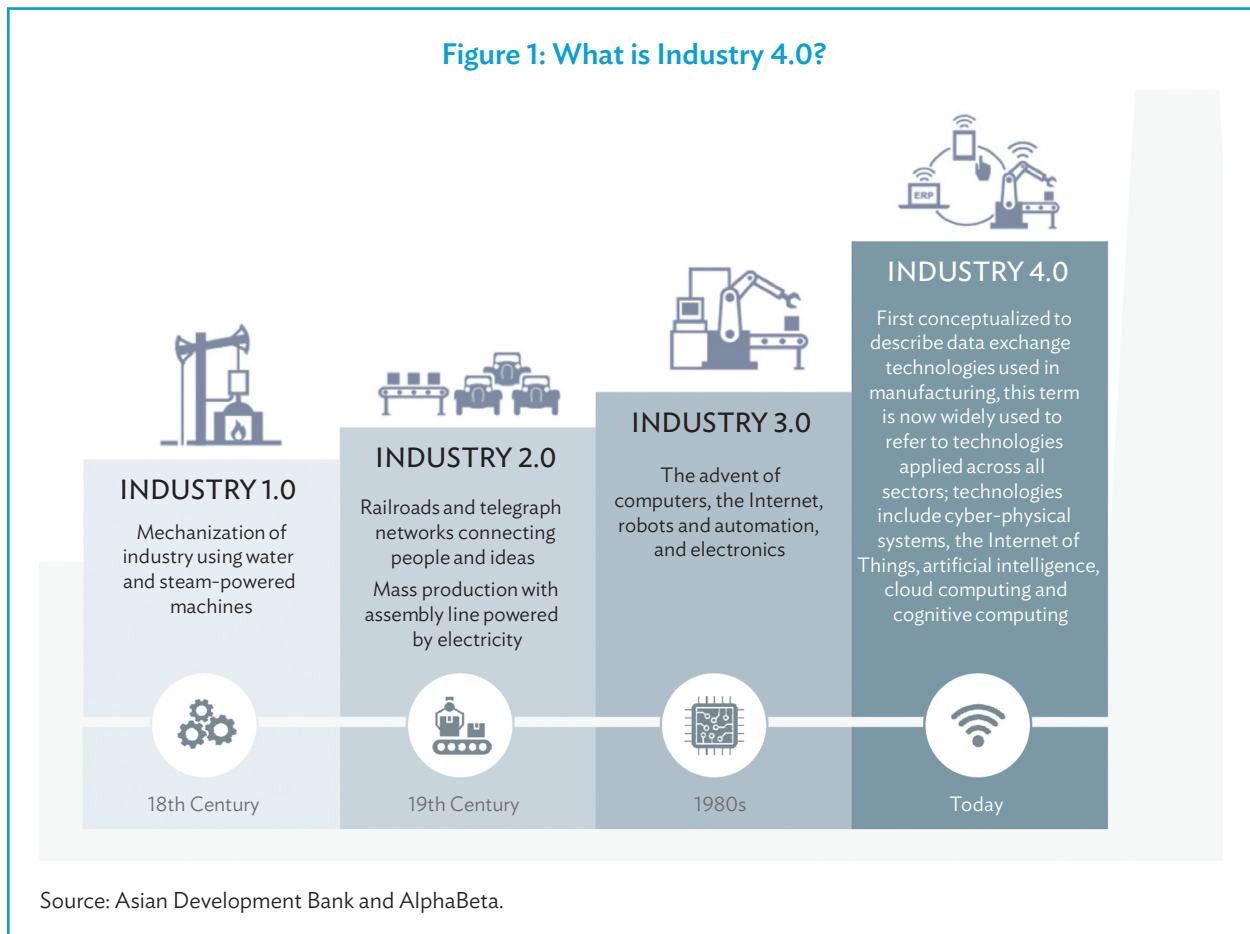 Figure 1: What is Industry 4.0?
ERP
INDUSTRY 1.0
Mechanization of
industry using water
and steam-powered
machines
18th Century
INDUSTRY 2.0
Railroads and telegraph
networks connecting
people and ideas
Mass production with
assembly line powered
by electricity
19th Century
INDUSTRY 3.0
The advent of
computers, the Internet,
robots and automation,
and electronics
1980s
INDUSTRY 4.0
First conceptualized to
describe data exchange
technologies used in
manufacturing, this term
is now widely used to
refer to technologies
applied across all
sectors; technologies
include cyber-physical
systems, the Internet of
Things, artificial intelligence,
cloud computing and
cognitive computing
Today
Source: Asian Development Bank and AlphaBeta.